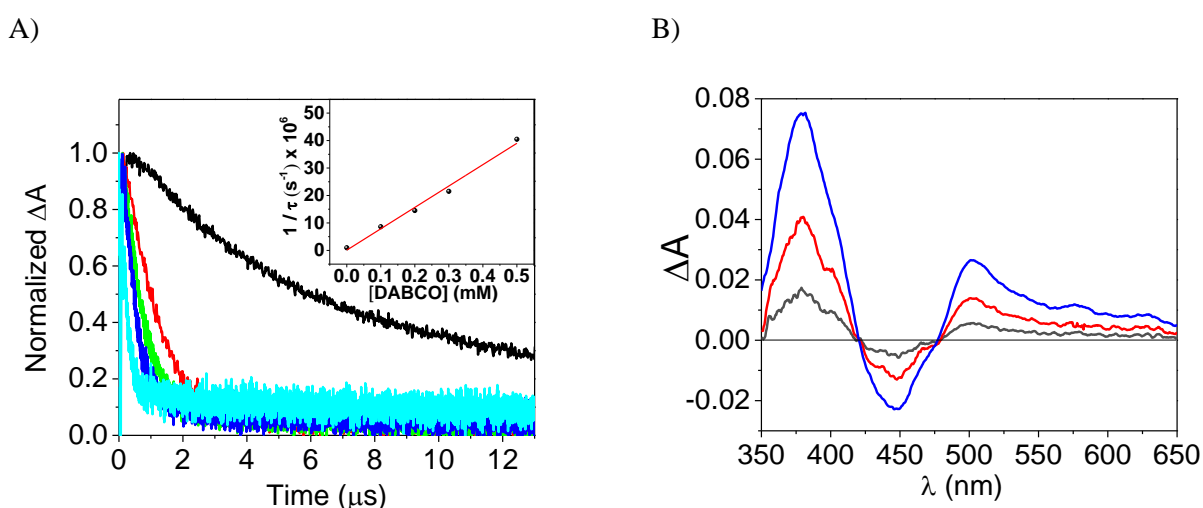 A)
B)
Normalized ΔA
1.0
0.8
0.6
0.4
0.2
0.0
0 2 4 6 8 10 12
Time (μs)
1 / τ (s⁻¹) x 10⁶
50
40
30
20
10
0
0.0 0.1 0.2 0.3 0.4 0.5
[DABCO] (mM)
ΔA
0.08
0.06
0.04
0.02
0.00
-0.02
350 400 450 500 550 600 650
λ (nm)